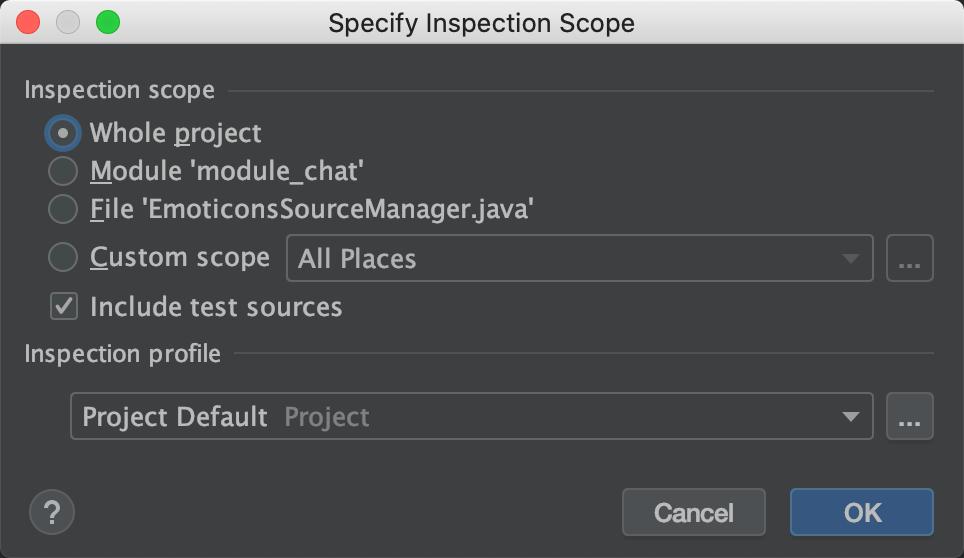 Specify Inspection Scope
Inspection scope
Whole project
Module 'module_chat'
File 'EmoticonsSourceManager.java'
Custom scope All Places ...
Include test sources
Inspection profile
Project Default Project ...
? Cancel OK